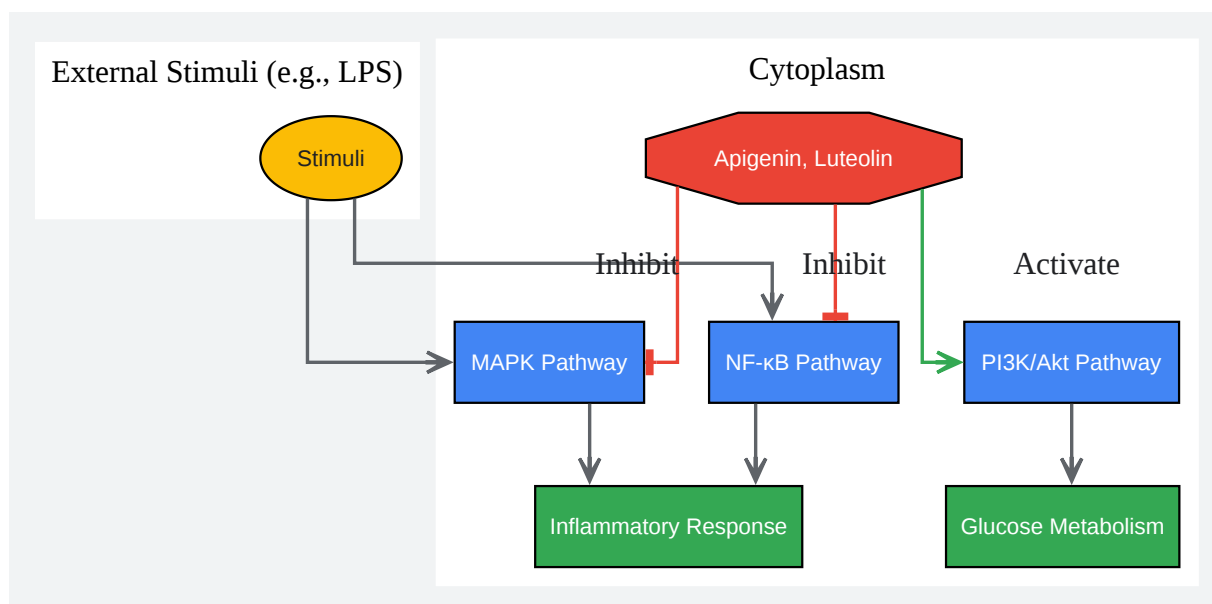 External Stimuli (e.g., LPS)
Cytoplasm
Stimuli
Apigenin, Luteolin
Inhibit
Inhibit
Activate
MAPK Pathway
NF-κB Pathway
PI3K/Akt Pathway
Inflammatory Response
Glucose Metabolism